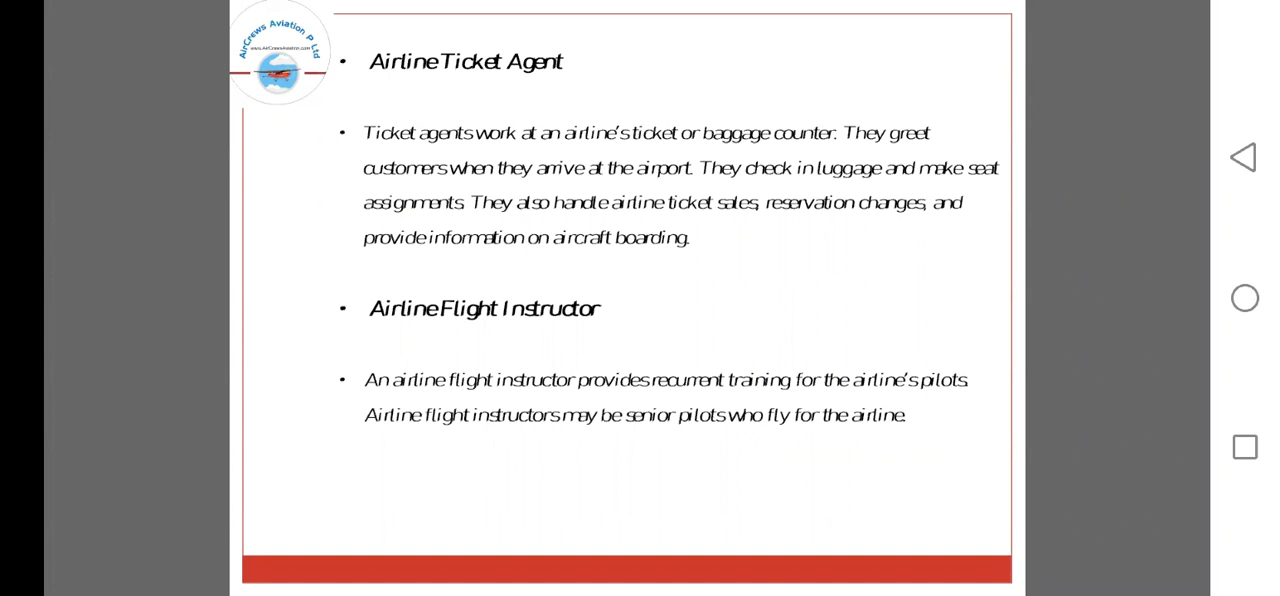 AirCrews Aviation P Ltd
www.AirCrewsAviation.com
• Airline Ticket Agent
• Ticket agents work at an airline's ticket or baggage counter. They greet
customers when they arrive at the airport. They check in luggage and make seat
assignments. They also handle airline ticket sales, reservation changes, and
provide information on aircraft boarding.
• Airline Flight Instructor
• An airline flight instructor provides recurrent training for the airline's pilots.
Airline flight instructors may be senior pilots who fly for the airline.